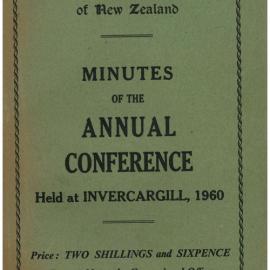 of New Zealand
MINUTES
OF THE
ANNUAL
CONFERENCE
Held at INVERCARGILL, 1960
Price: TWO SHILLINGS and SIXPENCE